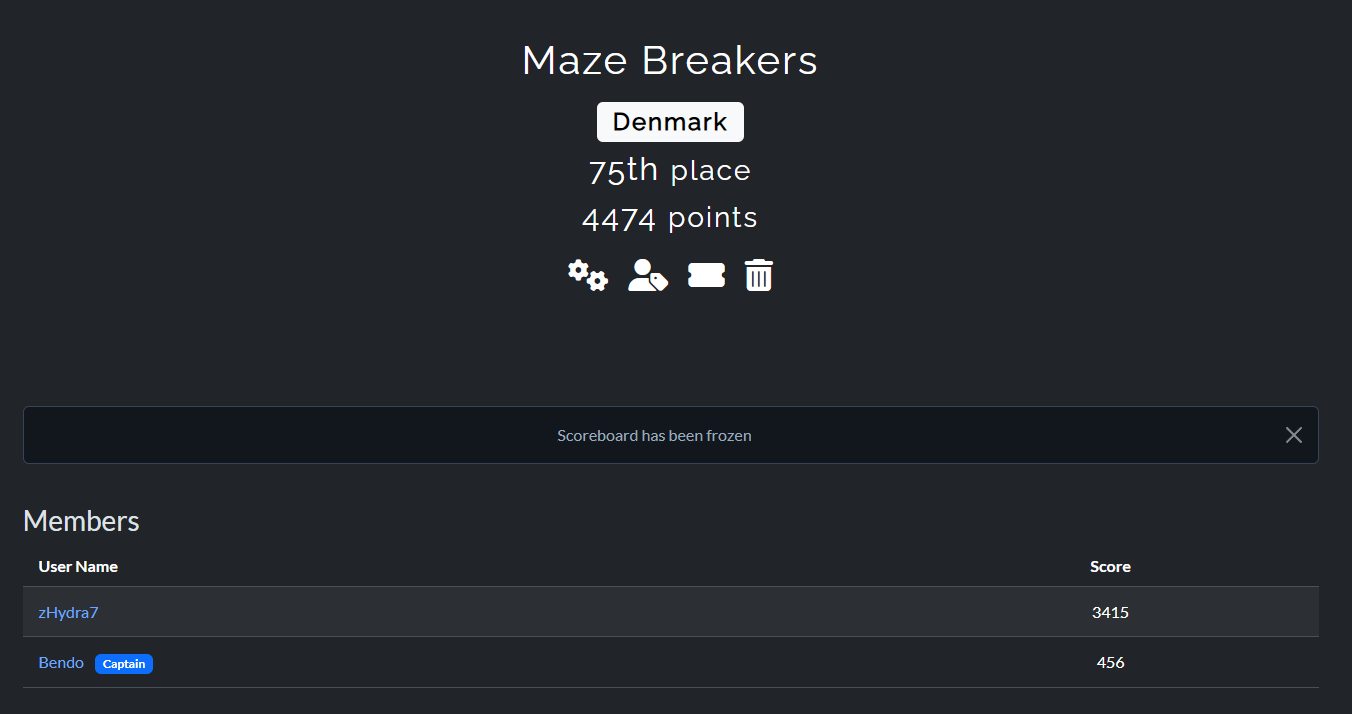 Maze Breakers
Denmark
75th place
4474 points
Scoreboard has been frozen
Members
User Name Score
zHydra7 3415
Bendo Captain 456